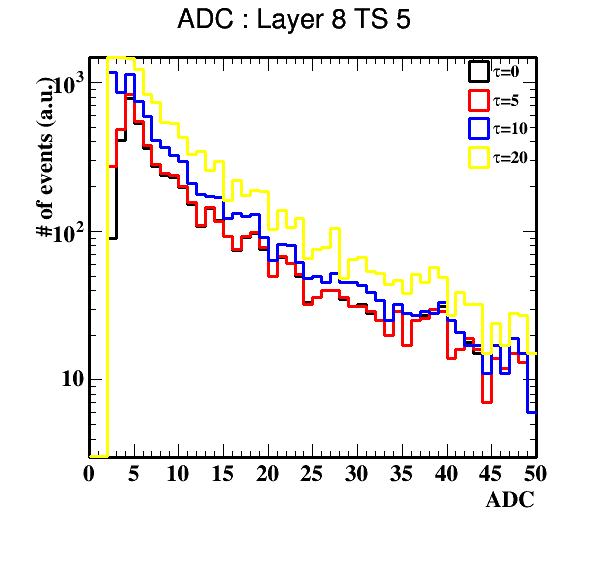 ADC : Layer 8 TS 5
# of events (a.u.)
10³
10²
10
τ=0
τ=5
τ=10
τ=20
0 5 10 15 20 25 30 35 40 45 50
ADC